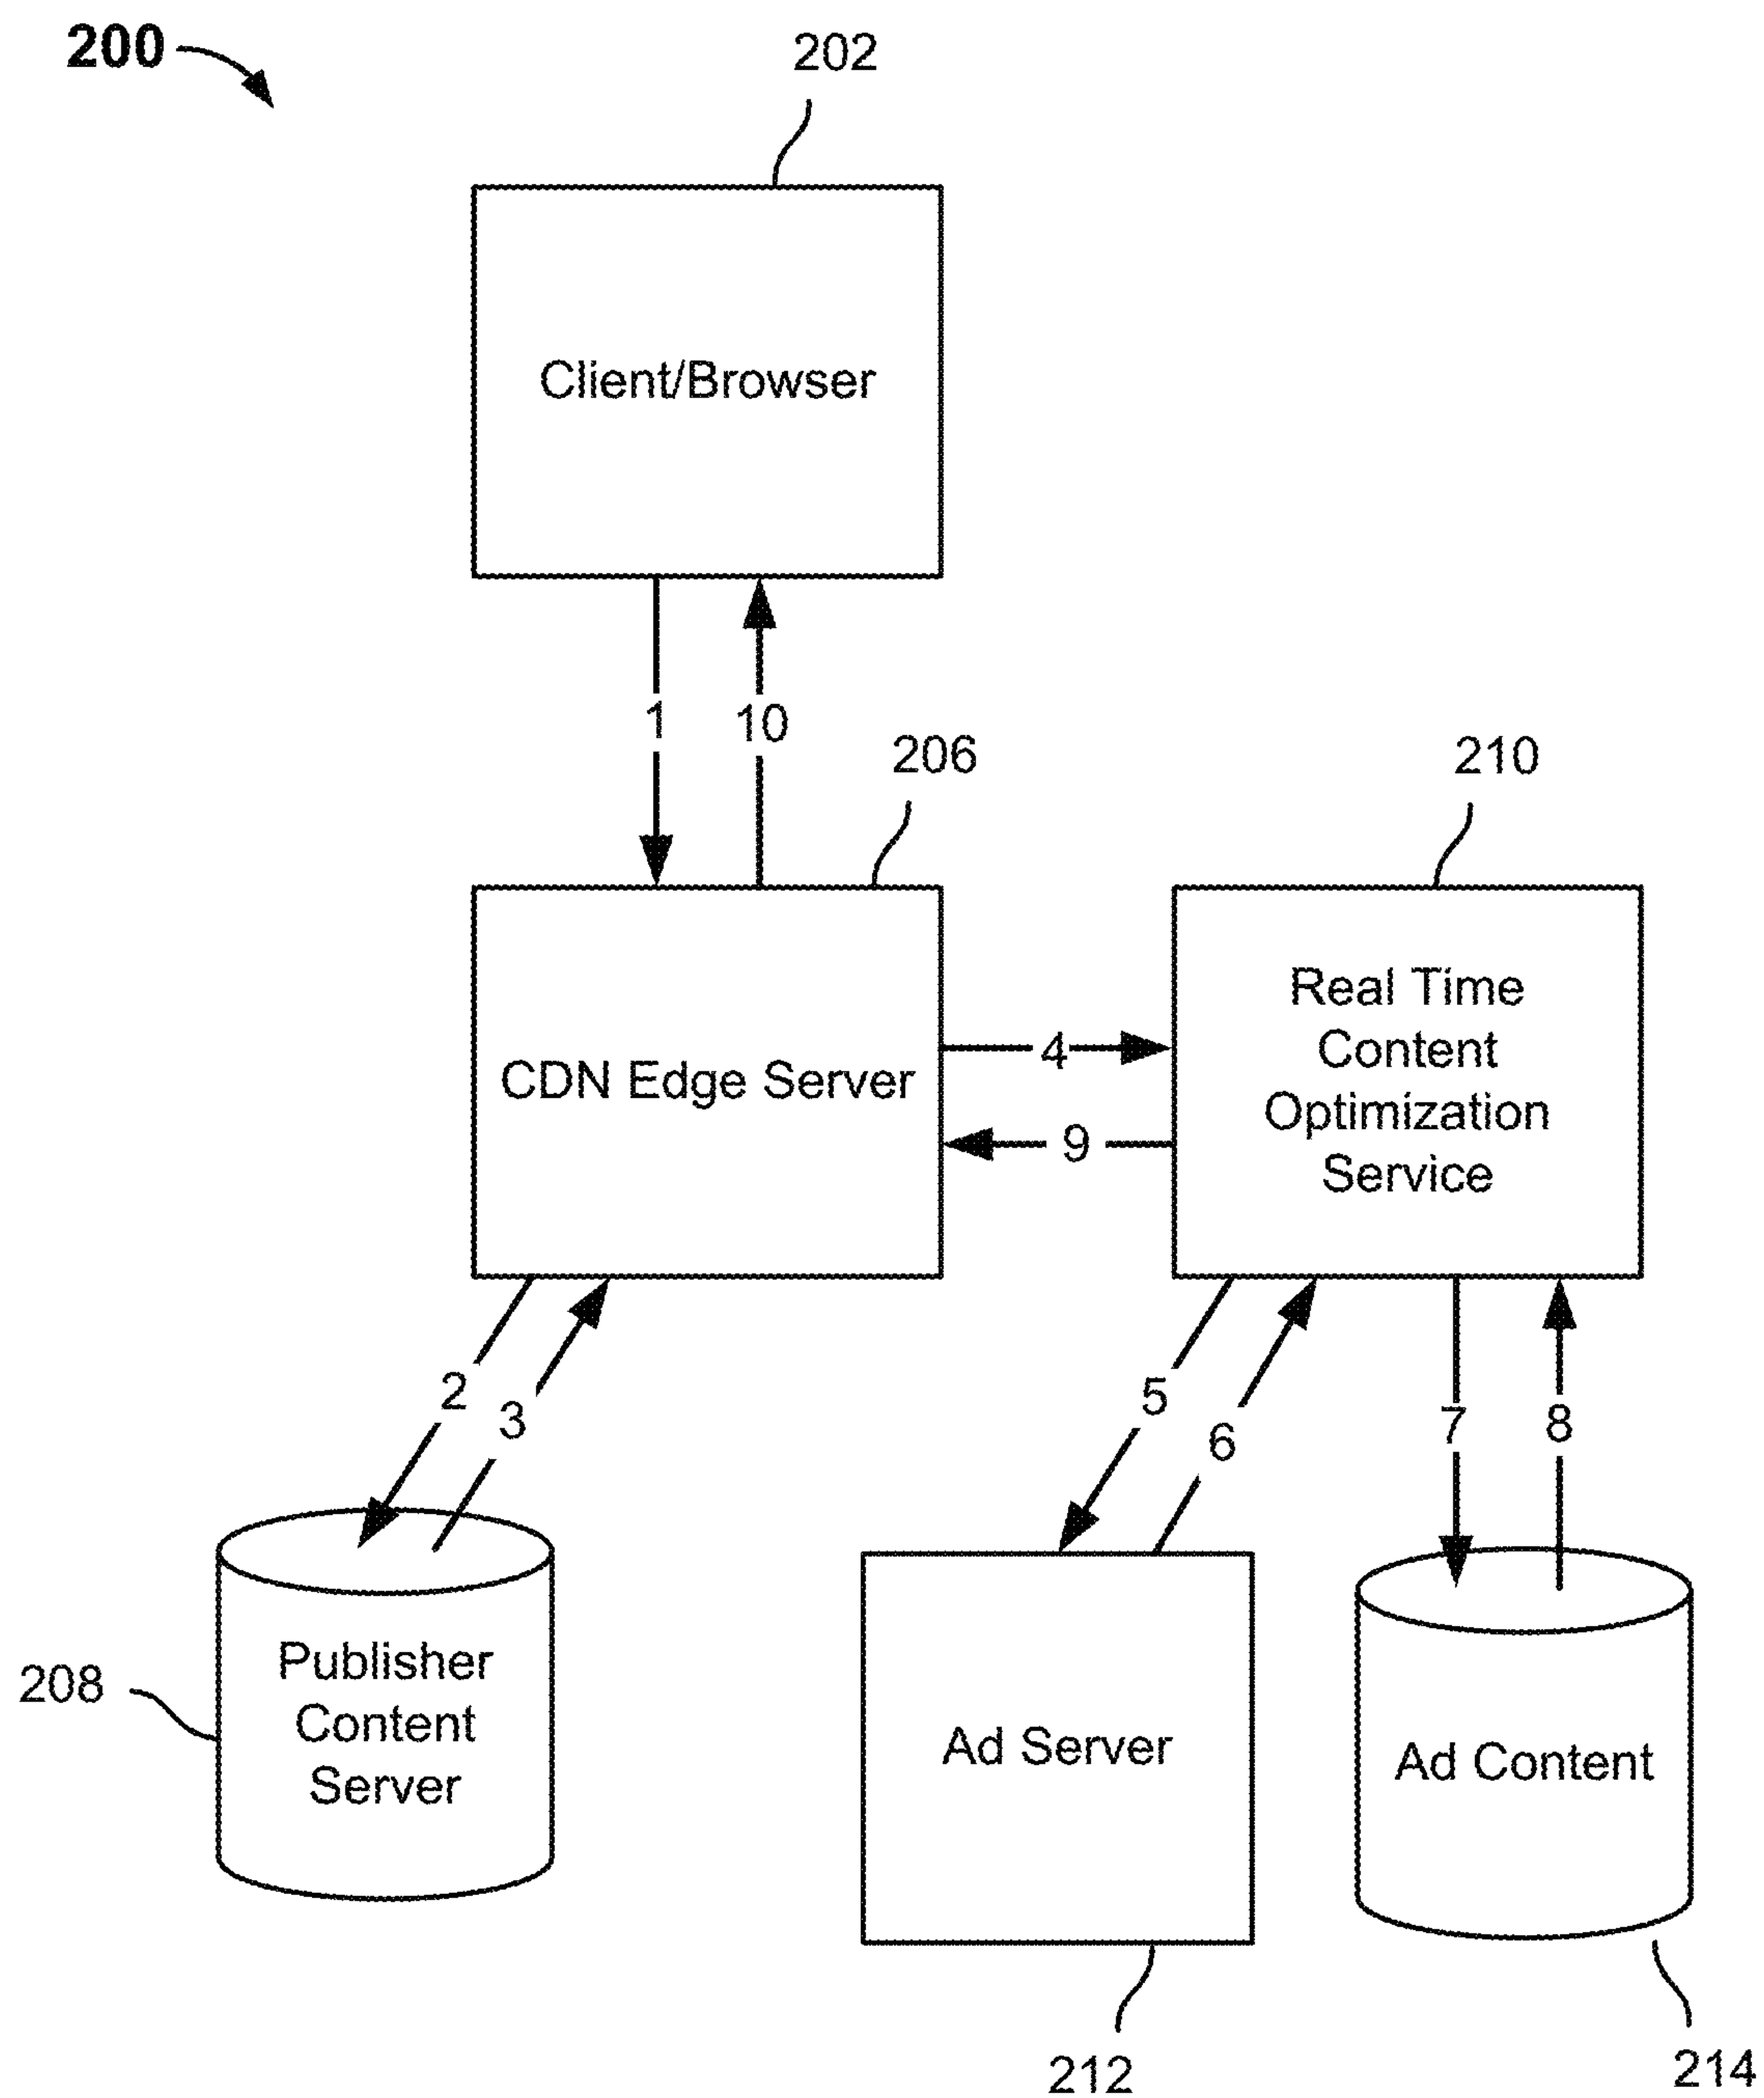 200
202
Client/Browser
1
10
206
210
CDN Edge Server
Real Time
Content
Optimization
Service
4
9
2
3
5
6
7
8
208
Publisher
Content
Server
Ad Server
Ad Content
212
214